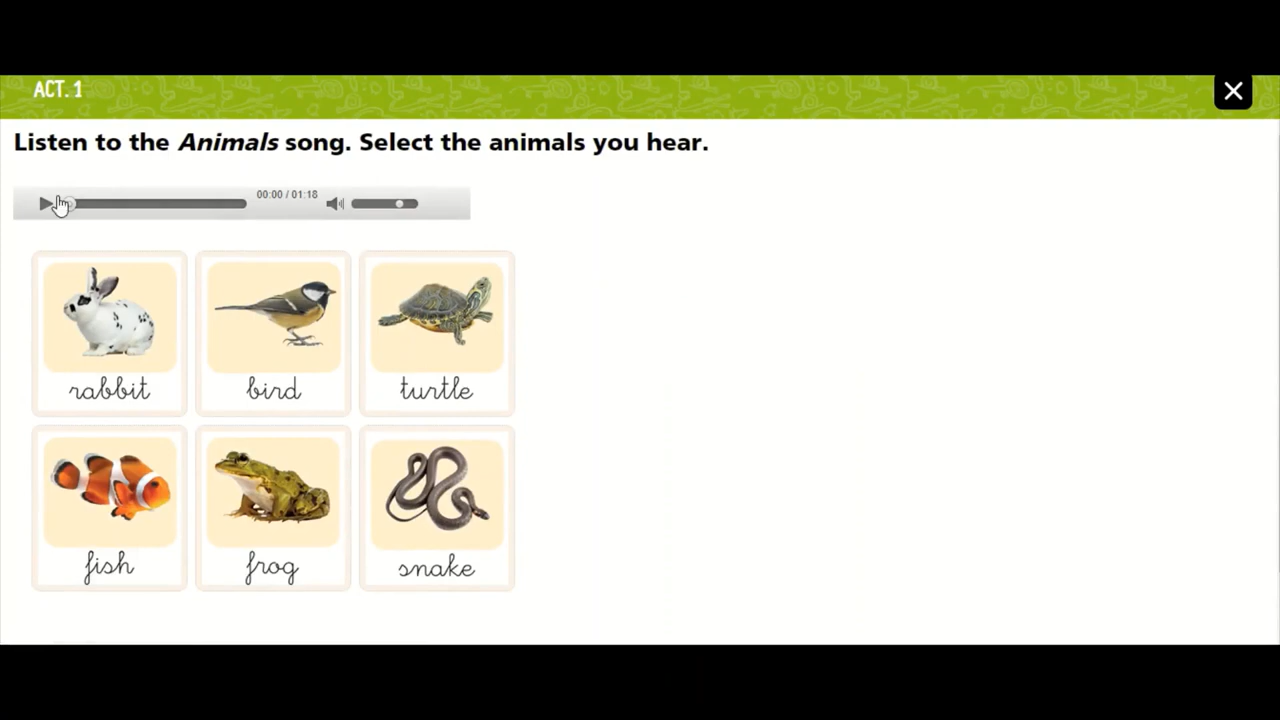 ACT. 1
Listen to the Animals song. Select the animals you hear.
00:00 / 01:18
rabbit bird turtle
fish frog snake